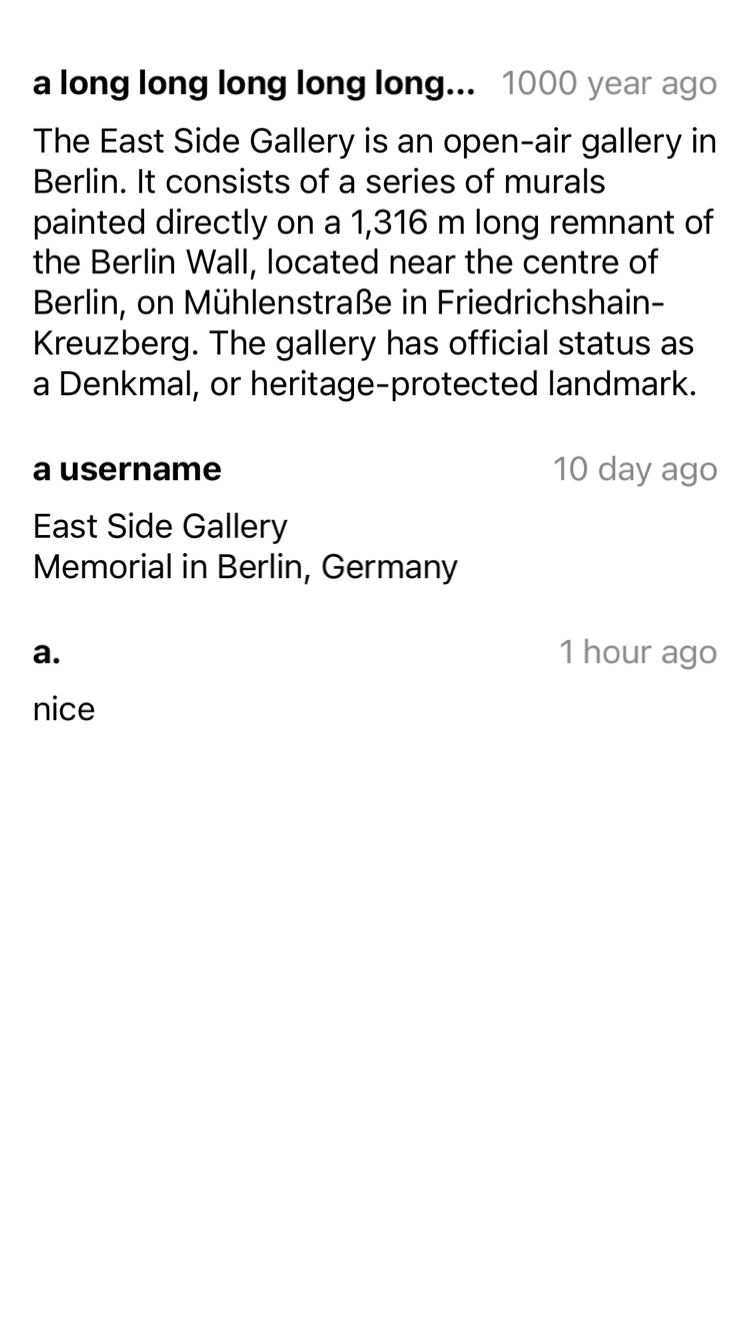 a long long long long long... 1000 year ago
The East Side Gallery is an open-air gallery in
Berlin. It consists of a series of murals
painted directly on a 1,316 m long remnant of
the Berlin Wall, located near the centre of
Berlin, on Mühlenstraße in Friedrichshain-
Kreuzberg. The gallery has official status as
a Denkmal, or heritage-protected landmark.
a username 10 day ago
East Side Gallery
Memorial in Berlin, Germany
a. 1 hour ago
nice